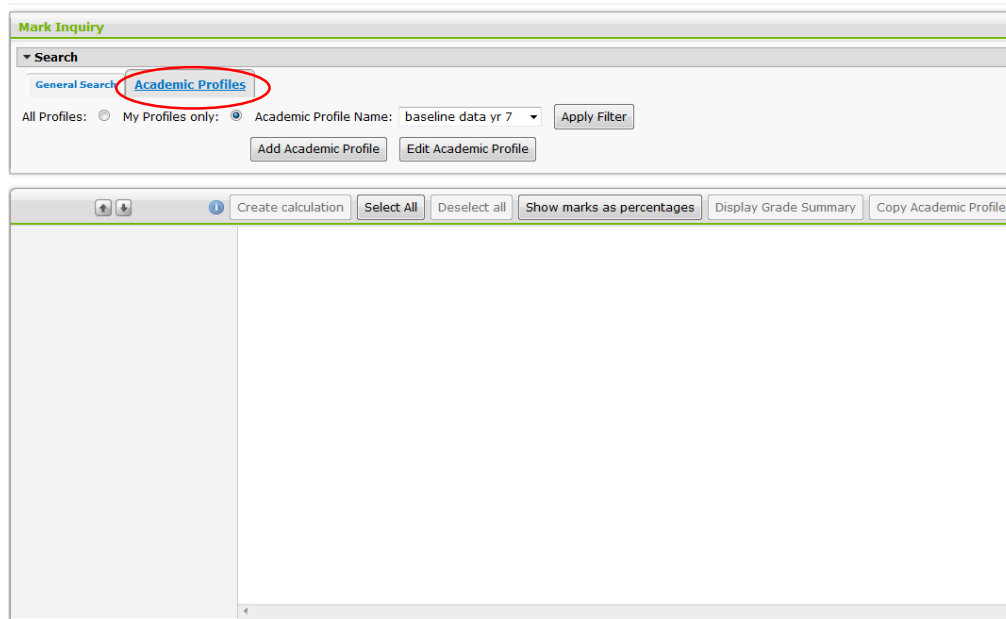 Mark Inquiry
Search
General Search Academic Profiles
All Profiles: My Profiles only: Academic Profile Name: baseline data yr 7 Apply Filter
Add Academic Profile Edit Academic Profile
Create calculation Select All Deselect all Show marks as percentages Display Grade Summary Copy Academic Profile